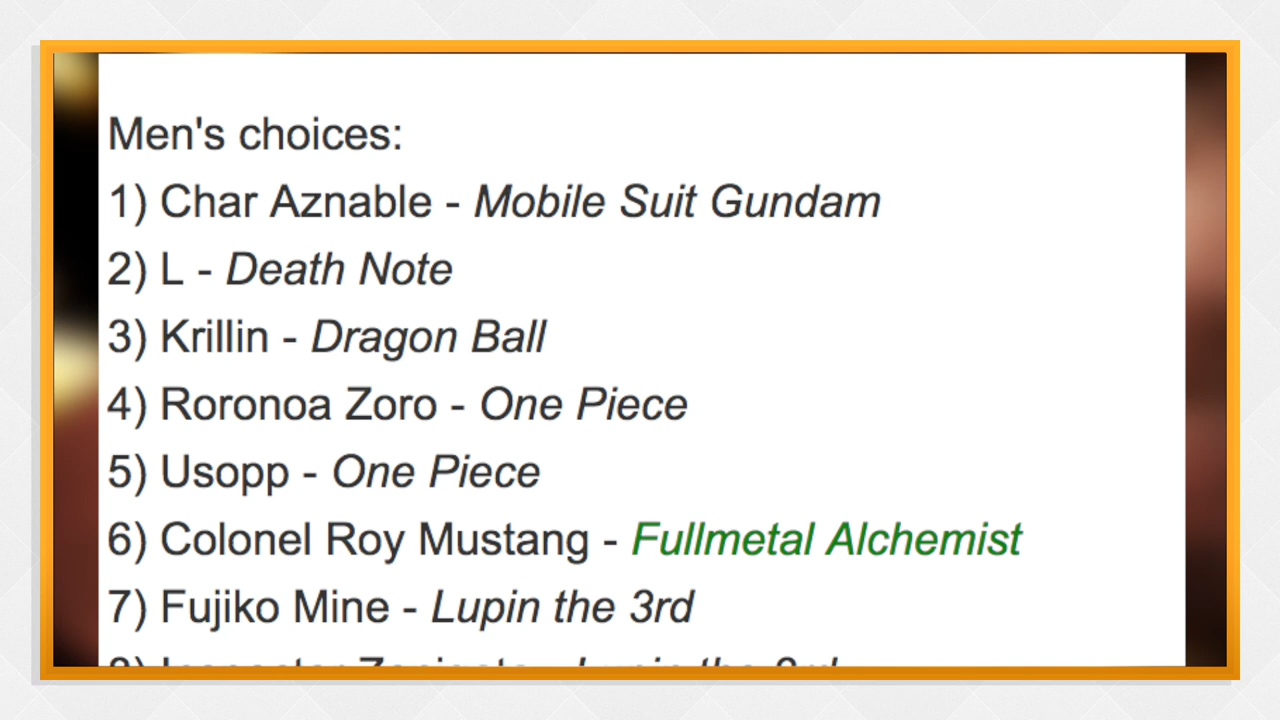 Men's choices:
1) Char Aznable - Mobile Suit Gundam
2) L - Death Note
3) Krillin - Dragon Ball
4) Roronoa Zoro - One Piece
5) Usopp - One Piece
6) Colonel Roy Mustang - Fullmetal Alchemist
7) Fujiko Mine - Lupin the 3rd